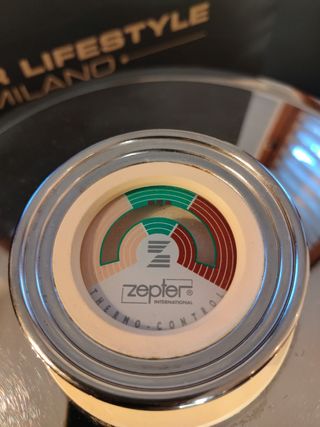 R LIFESTYLE
MILANO
Z
zepter®
INTERNATIONAL
THERMO-CONTROL